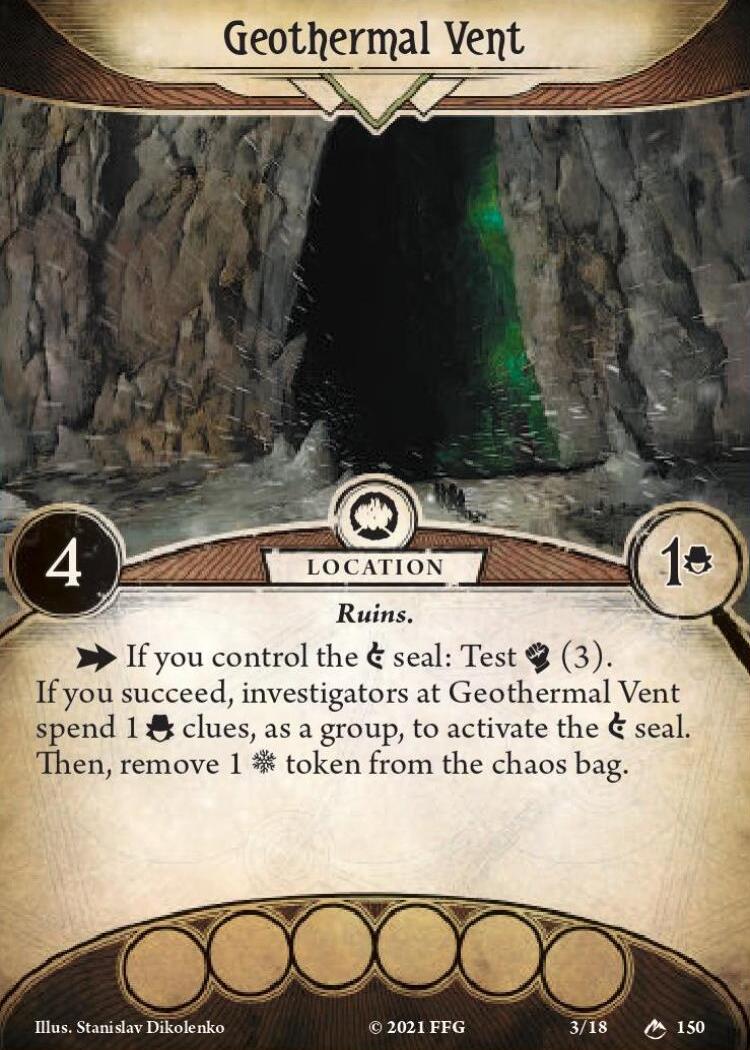 Geothermal Vent
4
LOCATION
1
Ruins.
If you control the seal: Test (3).
If you succeed, investigators at Geothermal Vent
spend 1 clues, as a group, to activate the seal.
Then, remove 1 token from the chaos bag.
Illus. Stanislav Dikolenko © 2021 FFG 3/18 150